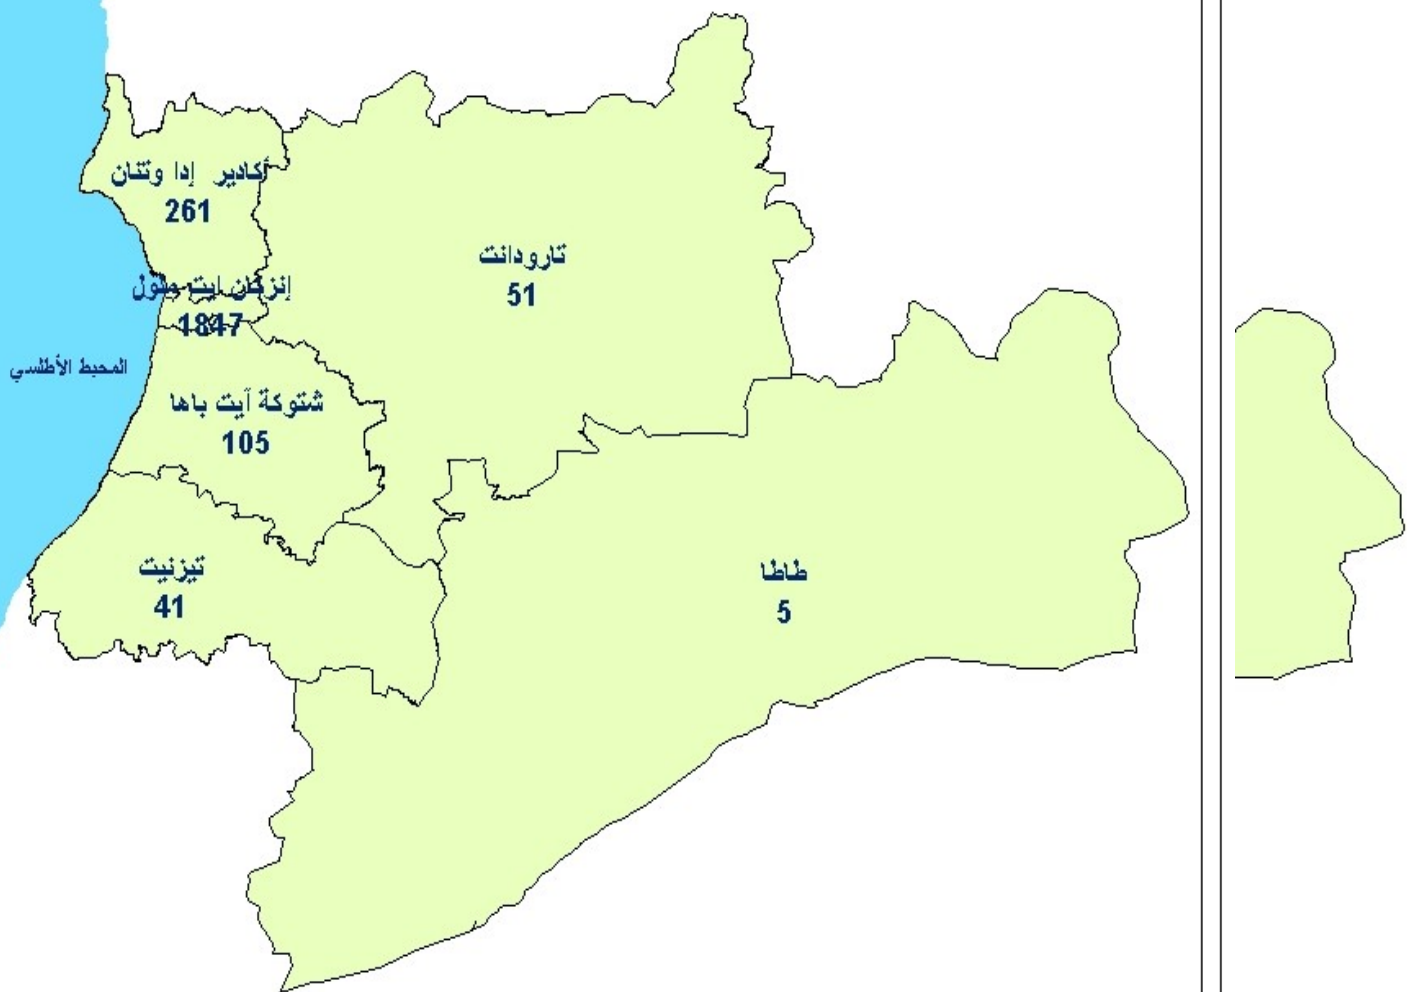 أكادير إدا وتنان
261
تارودانت
51
إنزكان ايت ملول
1847
المحيط الأطلسي
شتوكة آيت باها
105
تيزنيت
41
طاطا
5